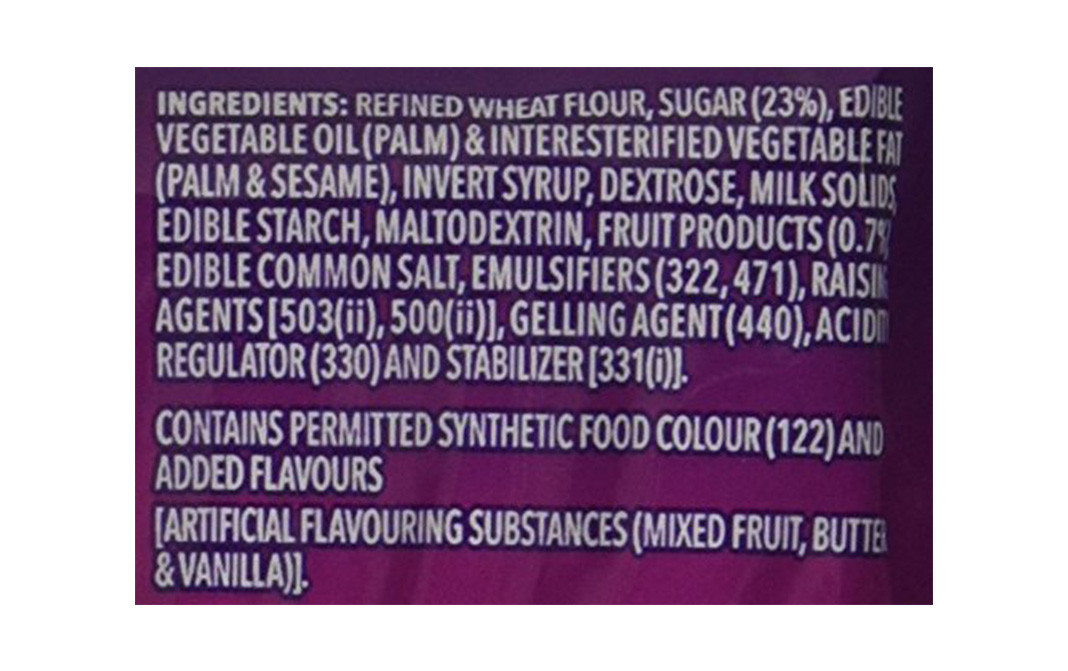 INGREDIENTS: REFINED WHEAT FLOUR, SUGAR (23%), EDIBLE
VEGETABLE OIL (PALM) & INTERESTERIFIED VEGETABLE FAT
(PALM & SESAME), INVERT SYRUP, DEXTROSE, MILK SOLIDS,
EDIBLE STARCH, MALTODEXTRIN, FRUIT PRODUCTS (0.7%
EDIBLE COMMON SALT, EMULSIFIERS (322, 471), RAISIN
AGENTS [503(ii), 500(ii)], GELLING AGENT (440), ACIDIT
REGULATOR (330) AND STABILIZER [331(i)].
CONTAINS PERMITTED SYNTHETIC FOOD COLOUR (122) AND
ADDED FLAVOURS
[ARTIFICIAL FLAVOURING SUBSTANCES (MIXED FRUIT, BUTTER
& VANILLA)].